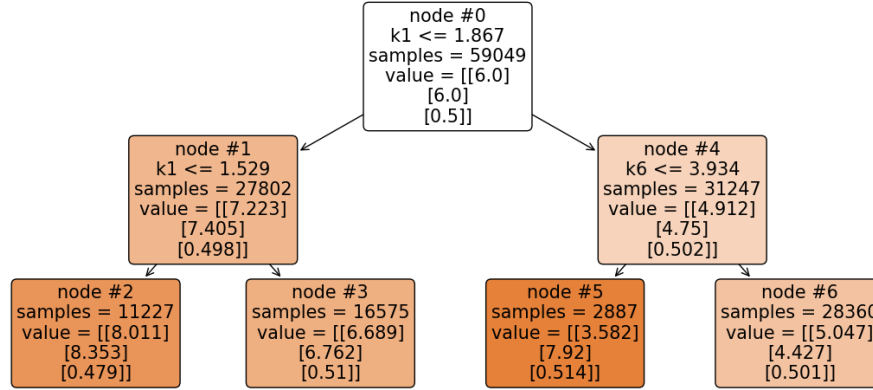 node #0
k1 <= 1.867
samples = 59049
value = [[6.0]
[6.0]
[0.5]]
node #1
k1 <= 1.529
samples = 27802
value = [[7.223]
[7.405]
[0.498]]
node #4
k6 <= 3.934
samples = 31247
value = [[4.912]
[4.75]
[0.502]]
node #2
samples = 11227
value = [[8.011]
[8.353]
[0.479]]
node #3
samples = 16575
value = [[6.689]
[6.762]
[0.51]]
node #5
samples = 2887
value = [[3.582]
[7.92]
[0.514]]
node #6
samples = 28360
value = [[5.047]
[4.427]
[0.501]]